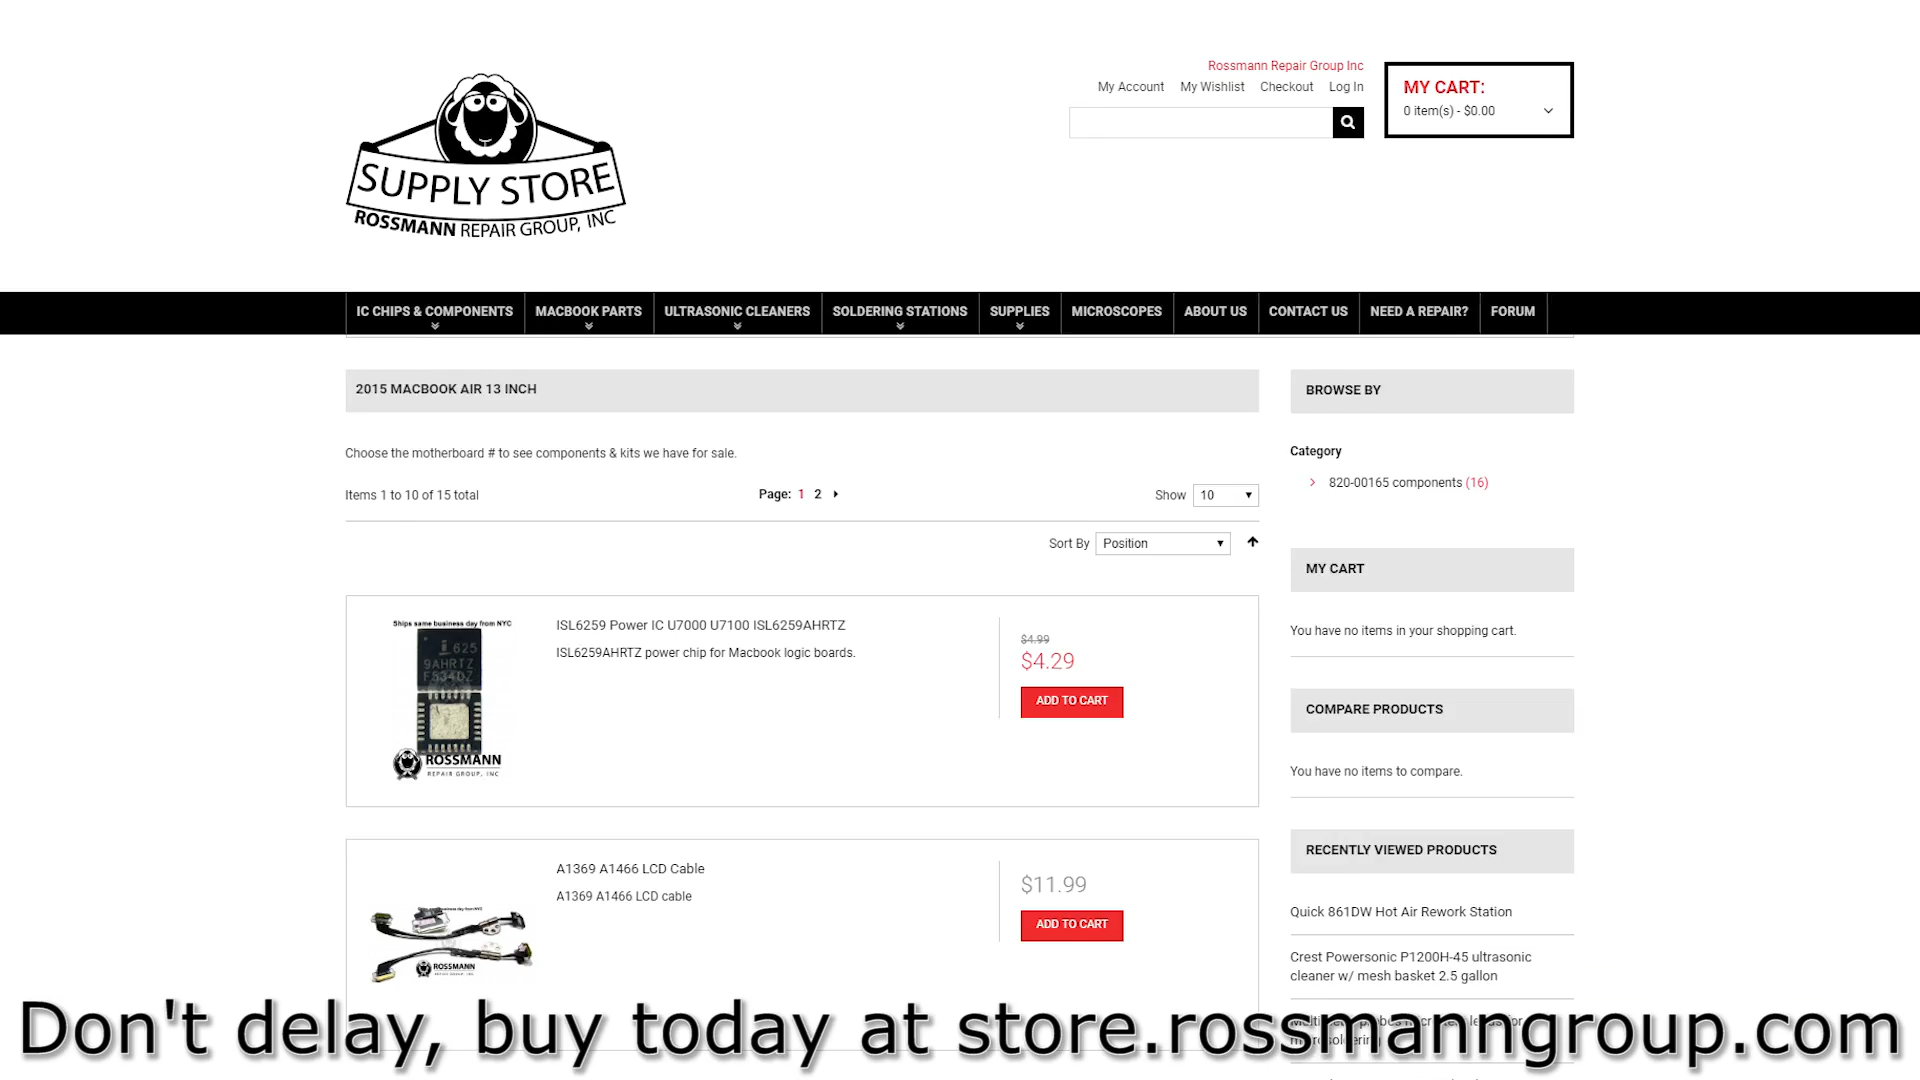 Rossmann Repair Group Inc
My Account My Wishlist Checkout Log In
MY CART:
0 item(s) - $0.00
SUPPLY STORE
ROSSMANN REPAIR GROUP, INC
IC CHIPS & COMPONENTS MACBOOK PARTS ULTRASONIC CLEANERS SOLDERING STATIONS SUPPLIES MICROSCOPES ABOUT US CONTACT US NEED A REPAIR? FORUM
2015 MACBOOK AIR 13 INCH
Choose the motherboard # to see components & kits we have for sale.
Items 1 to 10 of 15 total
Page: 1 2
Show 10
Sort By Position
Ships same business day from NYC
625
9AHRTZ
ROSSMANN
REPAIR GROUP, INC
ISL6259 Power IC U7000 U7100 ISL6259AHRTZ
ISL6259AHRTZ power chip for Macbook logic boards.
$4.99
$4.29
ADD TO CART
ROSSMANN
A1369 A1466 LCD Cable
A1369 A1466 LCD cable
$11.99
ADD TO CART
BROWSE BY
Category
820-00165 components (16)
MY CART
You have no items in your shopping cart.
COMPARE PRODUCTS
You have no items to compare.
RECENTLY VIEWED PRODUCTS
Quick 861DW Hot Air Rework Station
Crest Powersonic P1200H-45 ultrasonic
cleaner w/ mesh basket 2.5 gallon
Don't delay, buy today at store.rossmanngroup.com